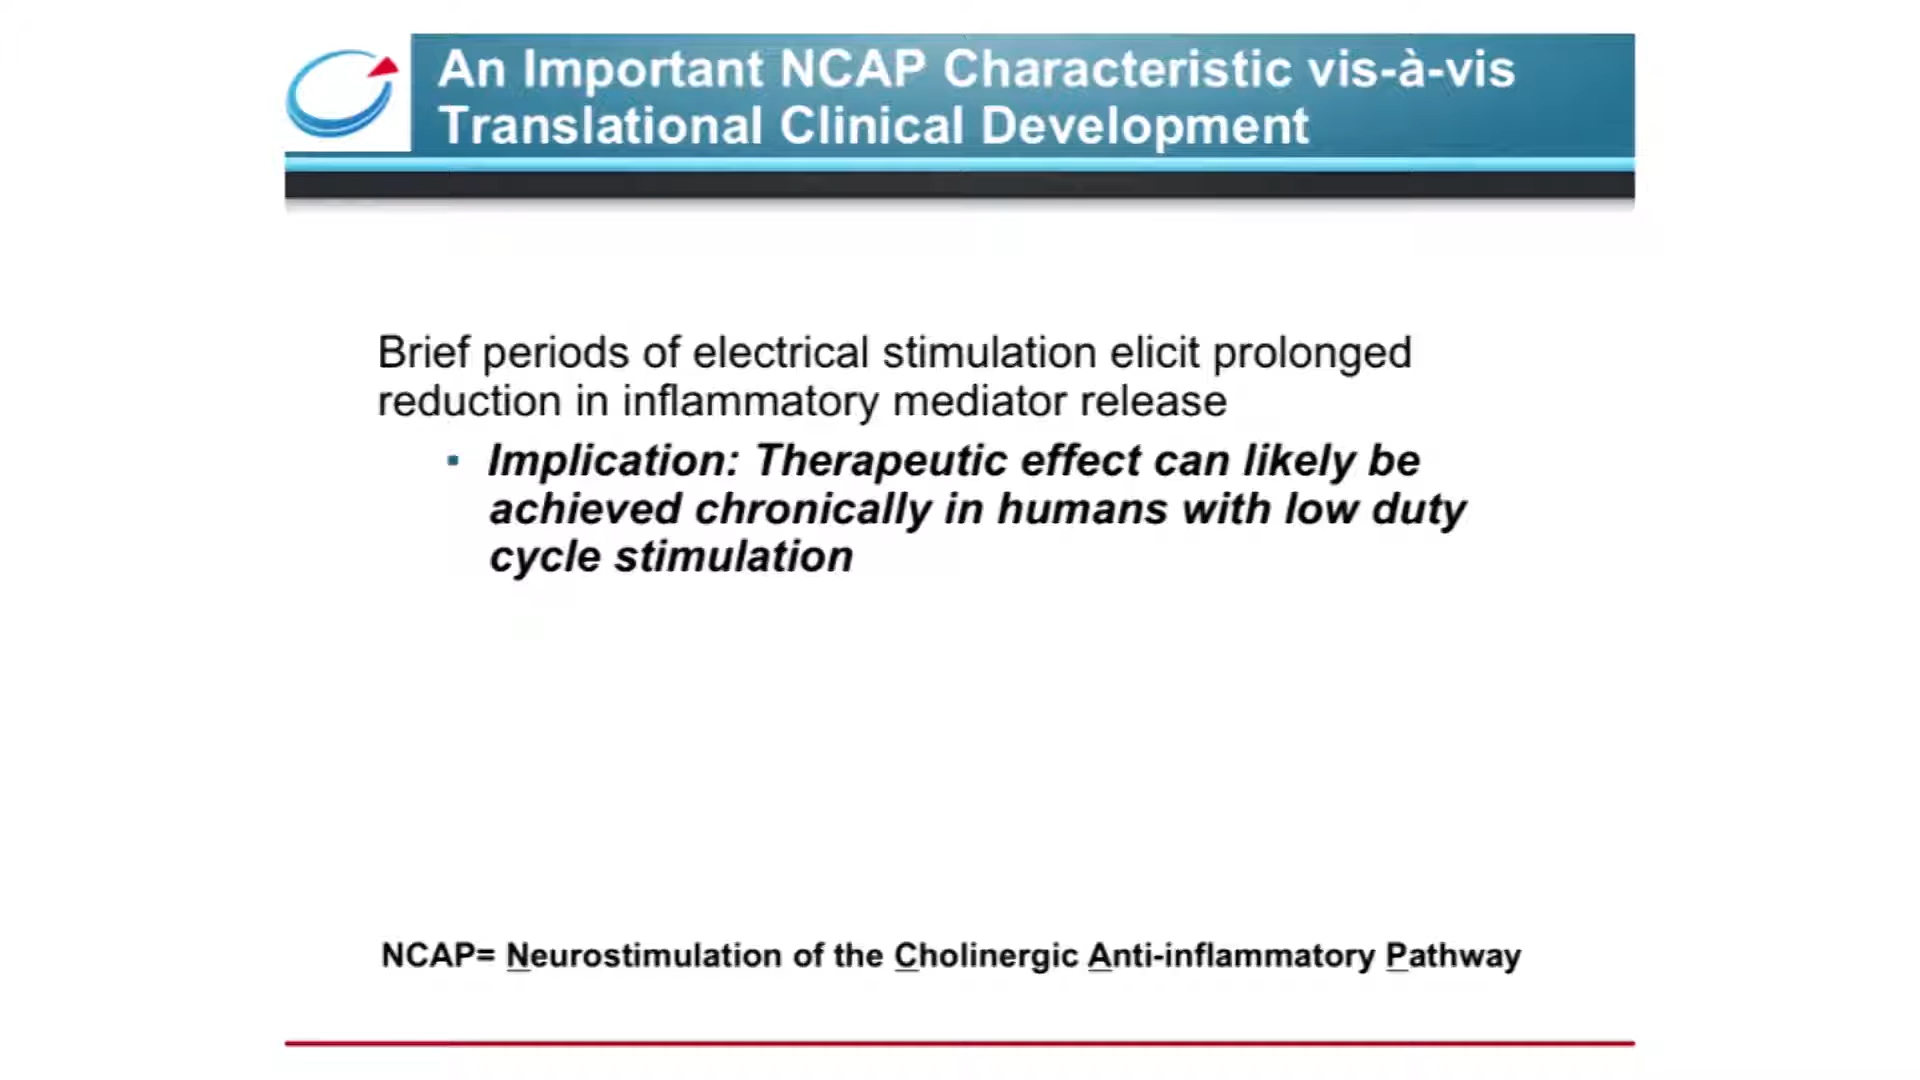 An Important NCAP Characteristic vis-à-vis
Translational Clinical Development
Brief periods of electrical stimulation elicit prolonged
reduction in inflammatory mediator release
▪ Implication: Therapeutic effect can likely be
achieved chronically in humans with low duty
cycle stimulation
NCAP= Neurostimulation of the Cholinergic Anti-inflammatory Pathway